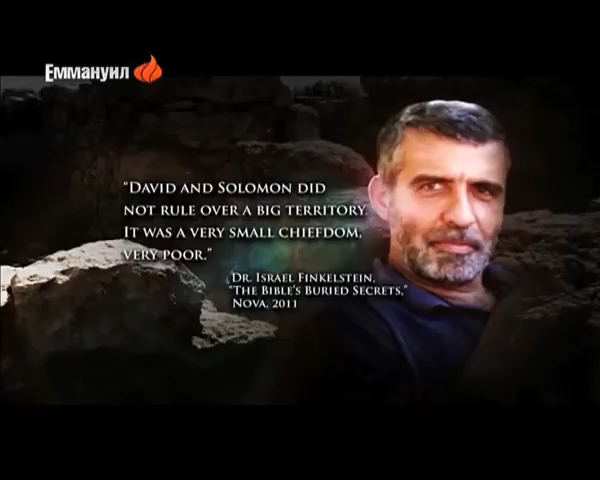 Еммануил
"David and Solomon did
not rule over a big territory.
It was a very small chiefdom,
very poor."
Dr. Israel Finkelstein,
"The Bible's Buried Secrets,"
Nova, 2011